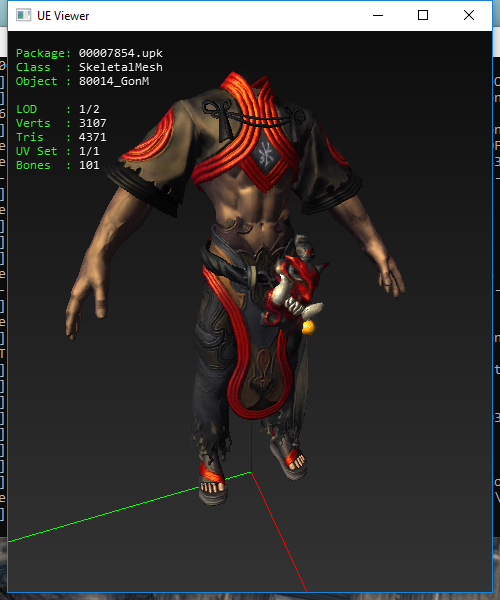 UE Viewer
Package: 00007854.upk
Class : SkeletalMesh
Object : 80014_GonM
LOD : 1/2
Verts : 3107
Tris : 4371
UV Set : 1/1
Bones : 101